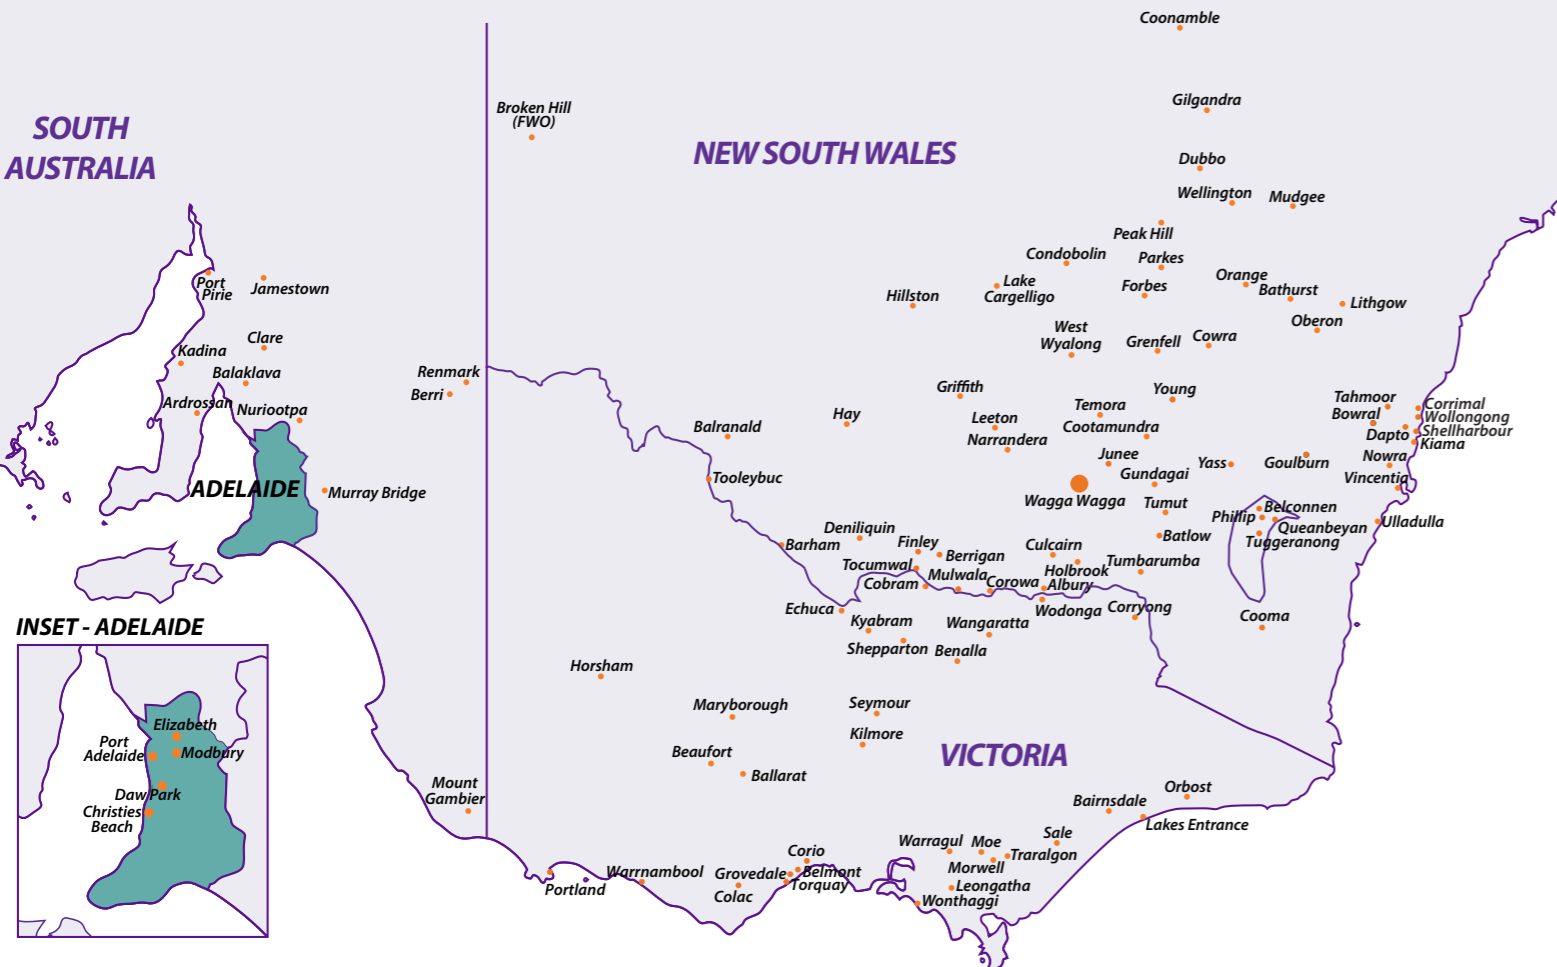 Coonamble
Gilgandra
Broken Hill
(FWO)
SOUTH
AUSTRALIA
NEW SOUTH WALES
Dubbo
Wellington
Mudgee
Peak Hill
Condobolin
Parkes
Port
Pirie
Jamestown
Lake
Cargelligo
Hillston
Forbes
Orange
Bathurst
Lithgow
Oberon
West
Wyalong
Grenfell
Cowra
Clare
Kadina
Balaklava
Renmark
Berri
Ardrossan
Nuriootpa
Griffith
Young
Hay
Leeton
Temora
Cootamundra
Narrandera
Balranald
Tahmoor
Bowral
Corrimal
Wollongong
Dapto
Shellharbour
Kiama
Junee
Yass
Goulburn
Nowra
Gundagai
Vincentia
Tooleybuc
ADELAIDE
Murray Bridge
Wagga Wagga
Tumut
Belconnen
Phillip
Queanbeyan
Ulladulla
Tuggeranong
Deniliquin
Barham
Finley
Berrigan
Culcairn
Batlow
Tocumwal
Holbrook
Tumbarumba
Cobram
Mulwala
Corowa
Albury
Echuca
Wodonga
Corryong
Kyabram
Wangaratta
Cooma
INSET - ADELAIDE
Shepparton
Benalla
Horsham
Maryborough
Seymour
Kilmore
Beaufort
Ballarat
VICTORIA
Elizabeth
Port
Adelaide
Modbury
Daw Park
Christies
Beach
Mount
Gambier
Orbost
Bairnsdale
Lakes Entrance
Sale
Warragul
Moe
Traralgon
Morwell
Corio
Warrnambool
Grovedale
Belmont
Torquay
Portland
Colac
Leongatha
Wonthaggi